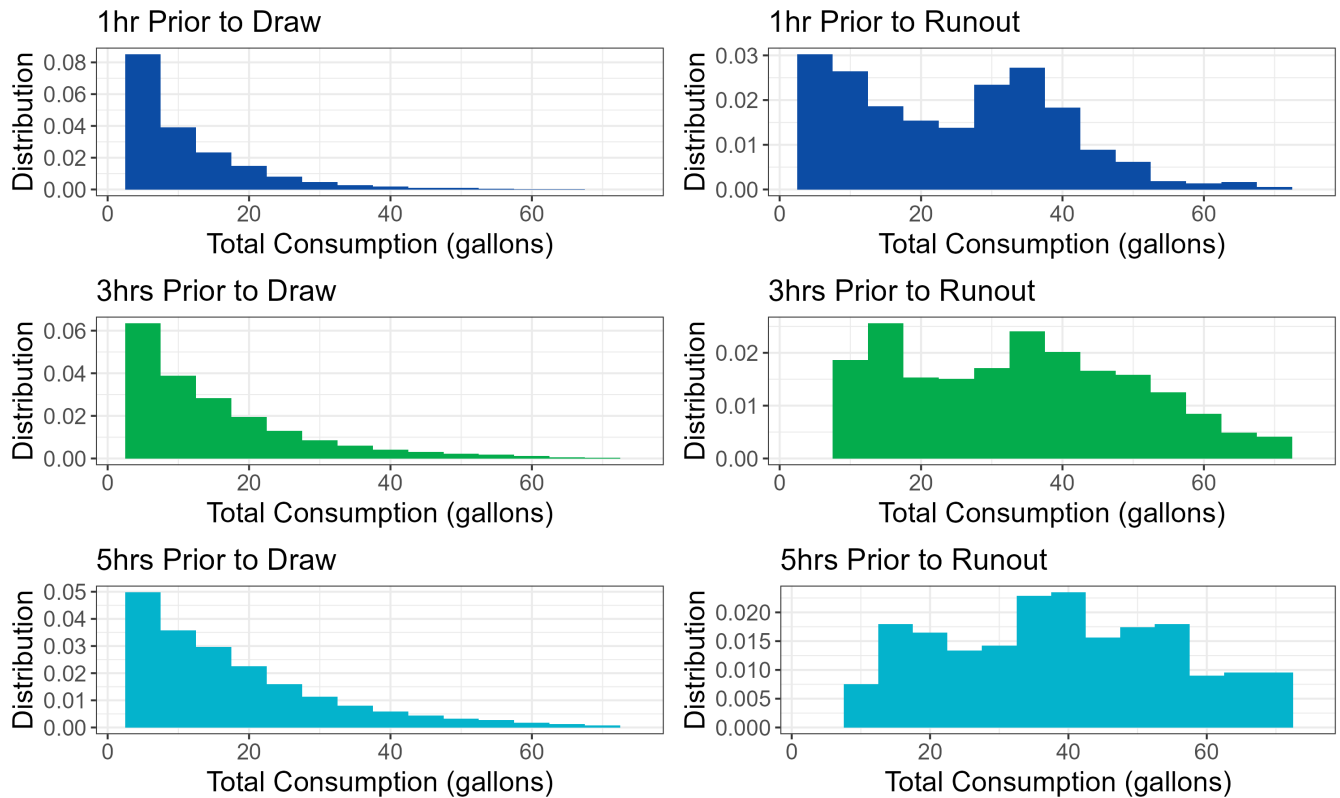 1hr Prior to Draw
Distribution
0.08
0.06
0.04
0.02
0.00
0 20 40 60
Total Consumption (gallons)
1hr Prior to Runout
Distribution
0.03
0.02
0.01
0.00
0 20 40 60
Total Consumption (gallons)
3hrs Prior to Draw
Distribution
0.06
0.04
0.02
0.00
0 20 40 60
Total Consumption (gallons)
3hrs Prior to Runout
Distribution
0.02
0.01
0.00
0 20 40 60
Total Consumption (gallons)
5hrs Prior to Draw
Distribution
0.05
0.04
0.03
0.02
0.01
0.00
0 20 40 60
Total Consumption (gallons)
5hrs Prior to Runout
Distribution
0.020
0.015
0.010
0.005
0.000
0 20 40 60
Total Consumption (gallons)